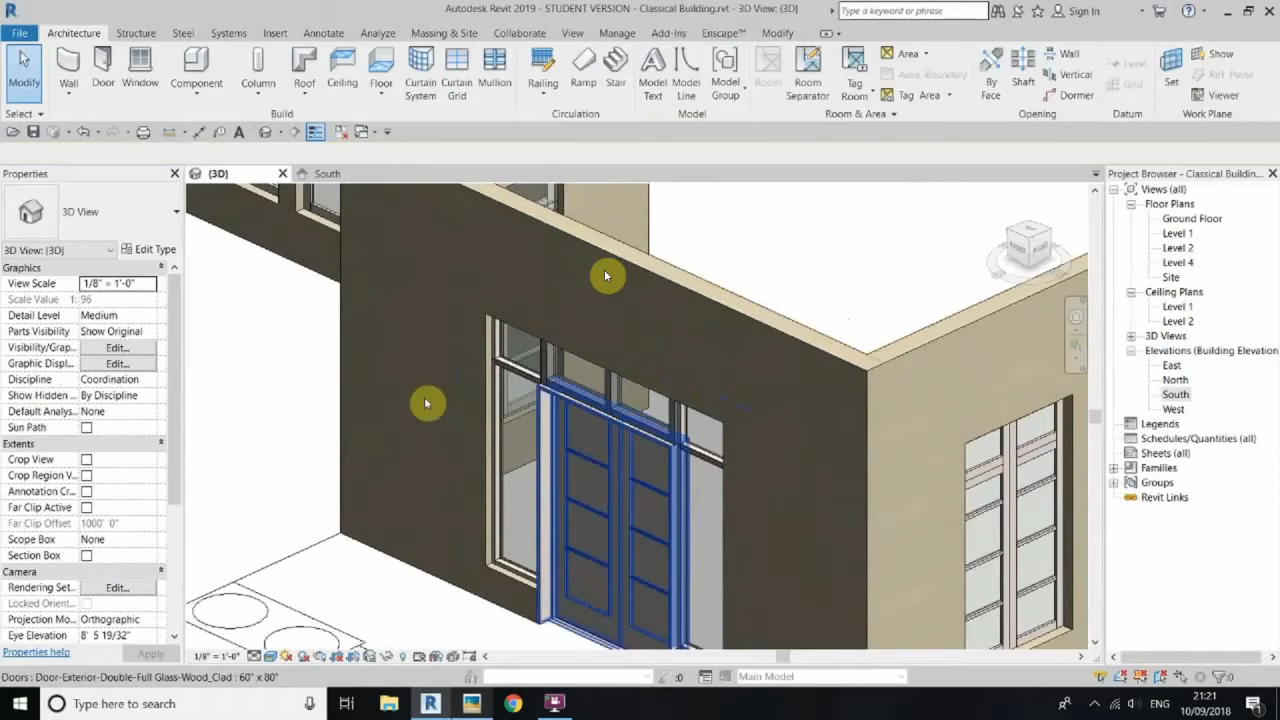 Autodesk Revit 2019 - STUDENT VERSION - Classical Building.rvt - 3D View: {3D}
Type a keyword or phrase
Sign In
File Architecture Structure Steel Systems Insert Annotate Analyze Massing & Site Collaborate View Manage Add-Ins Enscape™ Modify
Modify Wall Door Window Component Column Roof Ceiling Floor Curtain System Curtain Grid Mullion Railing Ramp Stair Model Text Model Line Model Group Room Room Separator Tag Room Area Area Boundary Tag Area By Face Shaft Wall Vertical Dormer Level Grid Set Show Ref Plane Viewer
Select Build Circulation Model Room & Area Opening Datum Work Plane
Properties
{3D}
South
Project Browser - Classical Buildin...
3D View
3D View: {3D} Edit Type
Graphics
View Scale 1/8" = 1'-0"
Scale Value 1: 96
Detail Level Medium
Parts Visibility Show Original
Visibility/Grap... Edit...
Graphic Displ... Edit...
Discipline Coordination
Show Hidden ... By Discipline
Default Analys... None
Sun Path
Extents
Crop View
Crop Region V...
Annotation Cr...
Far Clip Active
Far Clip Offset 1000' 0"
Scope Box None
Section Box
Camera
Rendering Set... Edit...
Locked Orient...
Projection Mo... Orthographic
Eye Elevation 8' 5 19/32"
Properties help Apply
Views (all)
Floor Plans
Ground Floor
Level 1
Level 2
Level 4
Site
Ceiling Plans
Level 1
Level 2
3D Views
Elevations (Building Elevation
East
North
South
West
Legends
Schedules/Quantities (all)
Sheets (all)
Families
Groups
Revit Links
1/8" = 1'-0"
Doors : Door-Exterior-Double-Full Glass-Wood_Clad : 60" x 80"
:0
Main Model
:0
Type here to search
ENG
21:21
10/09/2018